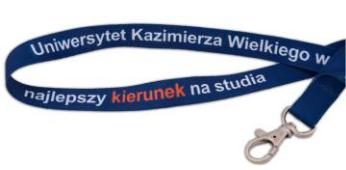 Uniwersytet Kazimierza Wielkiego w
najlepszy kierunek na studia